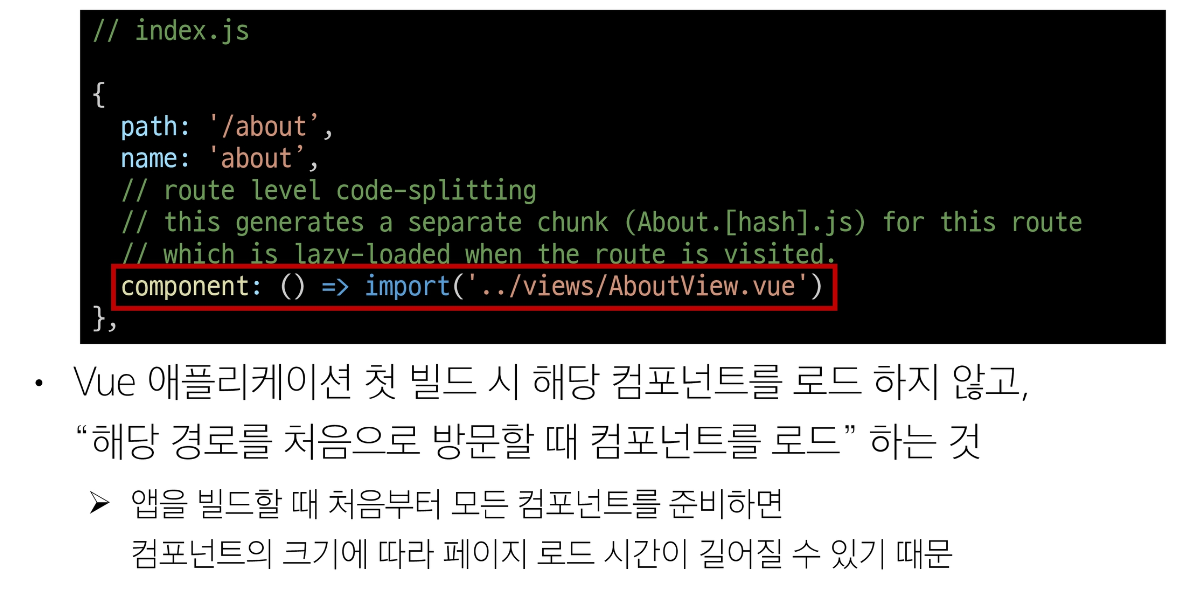 // index.js
{
path: '/about’,
name: 'about’,
// route level code-splitting
// this generates a separate chunk (About.[hash].js) for this route
// which is lazy-loaded when the route is visited.
component: () => import('../views/AboutView.vue')
},
• Vue 애플리케이션 첫 빌드 시 해당 컴포넌트를 로드 하지 않고,
“해당 경로를 처음으로 방문할 때 컴포넌트를 로드” 하는 것
➢ 앱을 빌드할 때 처음부터 모든 컴포넌트를 준비하면
컴포넌트의 크기에 따라 페이지 로드 시간이 길어질 수 있기 때문